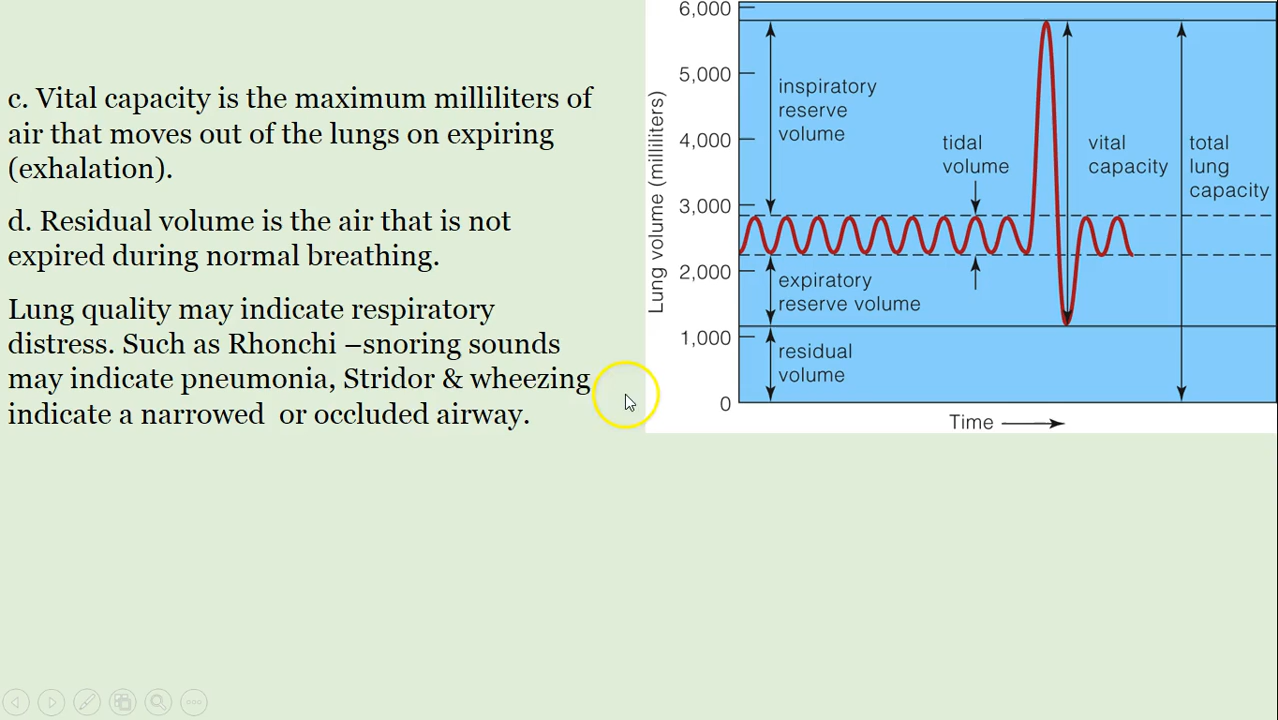 c. Vital capacity is the maximum milliliters of
air that moves out of the lungs on expiring
(exhalation).
d. Residual volume is the air that is not
expired during normal breathing.
Lung quality may indicate respiratory
distress. Such as Rhonchi –snoring sounds
may indicate pneumonia, Stridor & wheezing
indicate a narrowed or occluded airway.
Lung volume (milliliters)
6,000
5,000
4,000
3,000
2,000
1,000
0
inspiratory
reserve
volume
tidal
volume
vital
capacity
total
lung
capacity
expiratory
reserve volume
residual
volume
Time